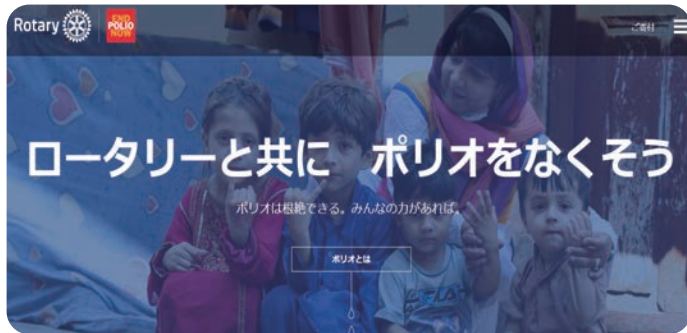 Rotary
END
POLIO
NOW
ご寄付
ロータリーと共に ポリオをなくそう
ポリオは根絶できる。みんなの力があれば。
ポリオとは
FILA